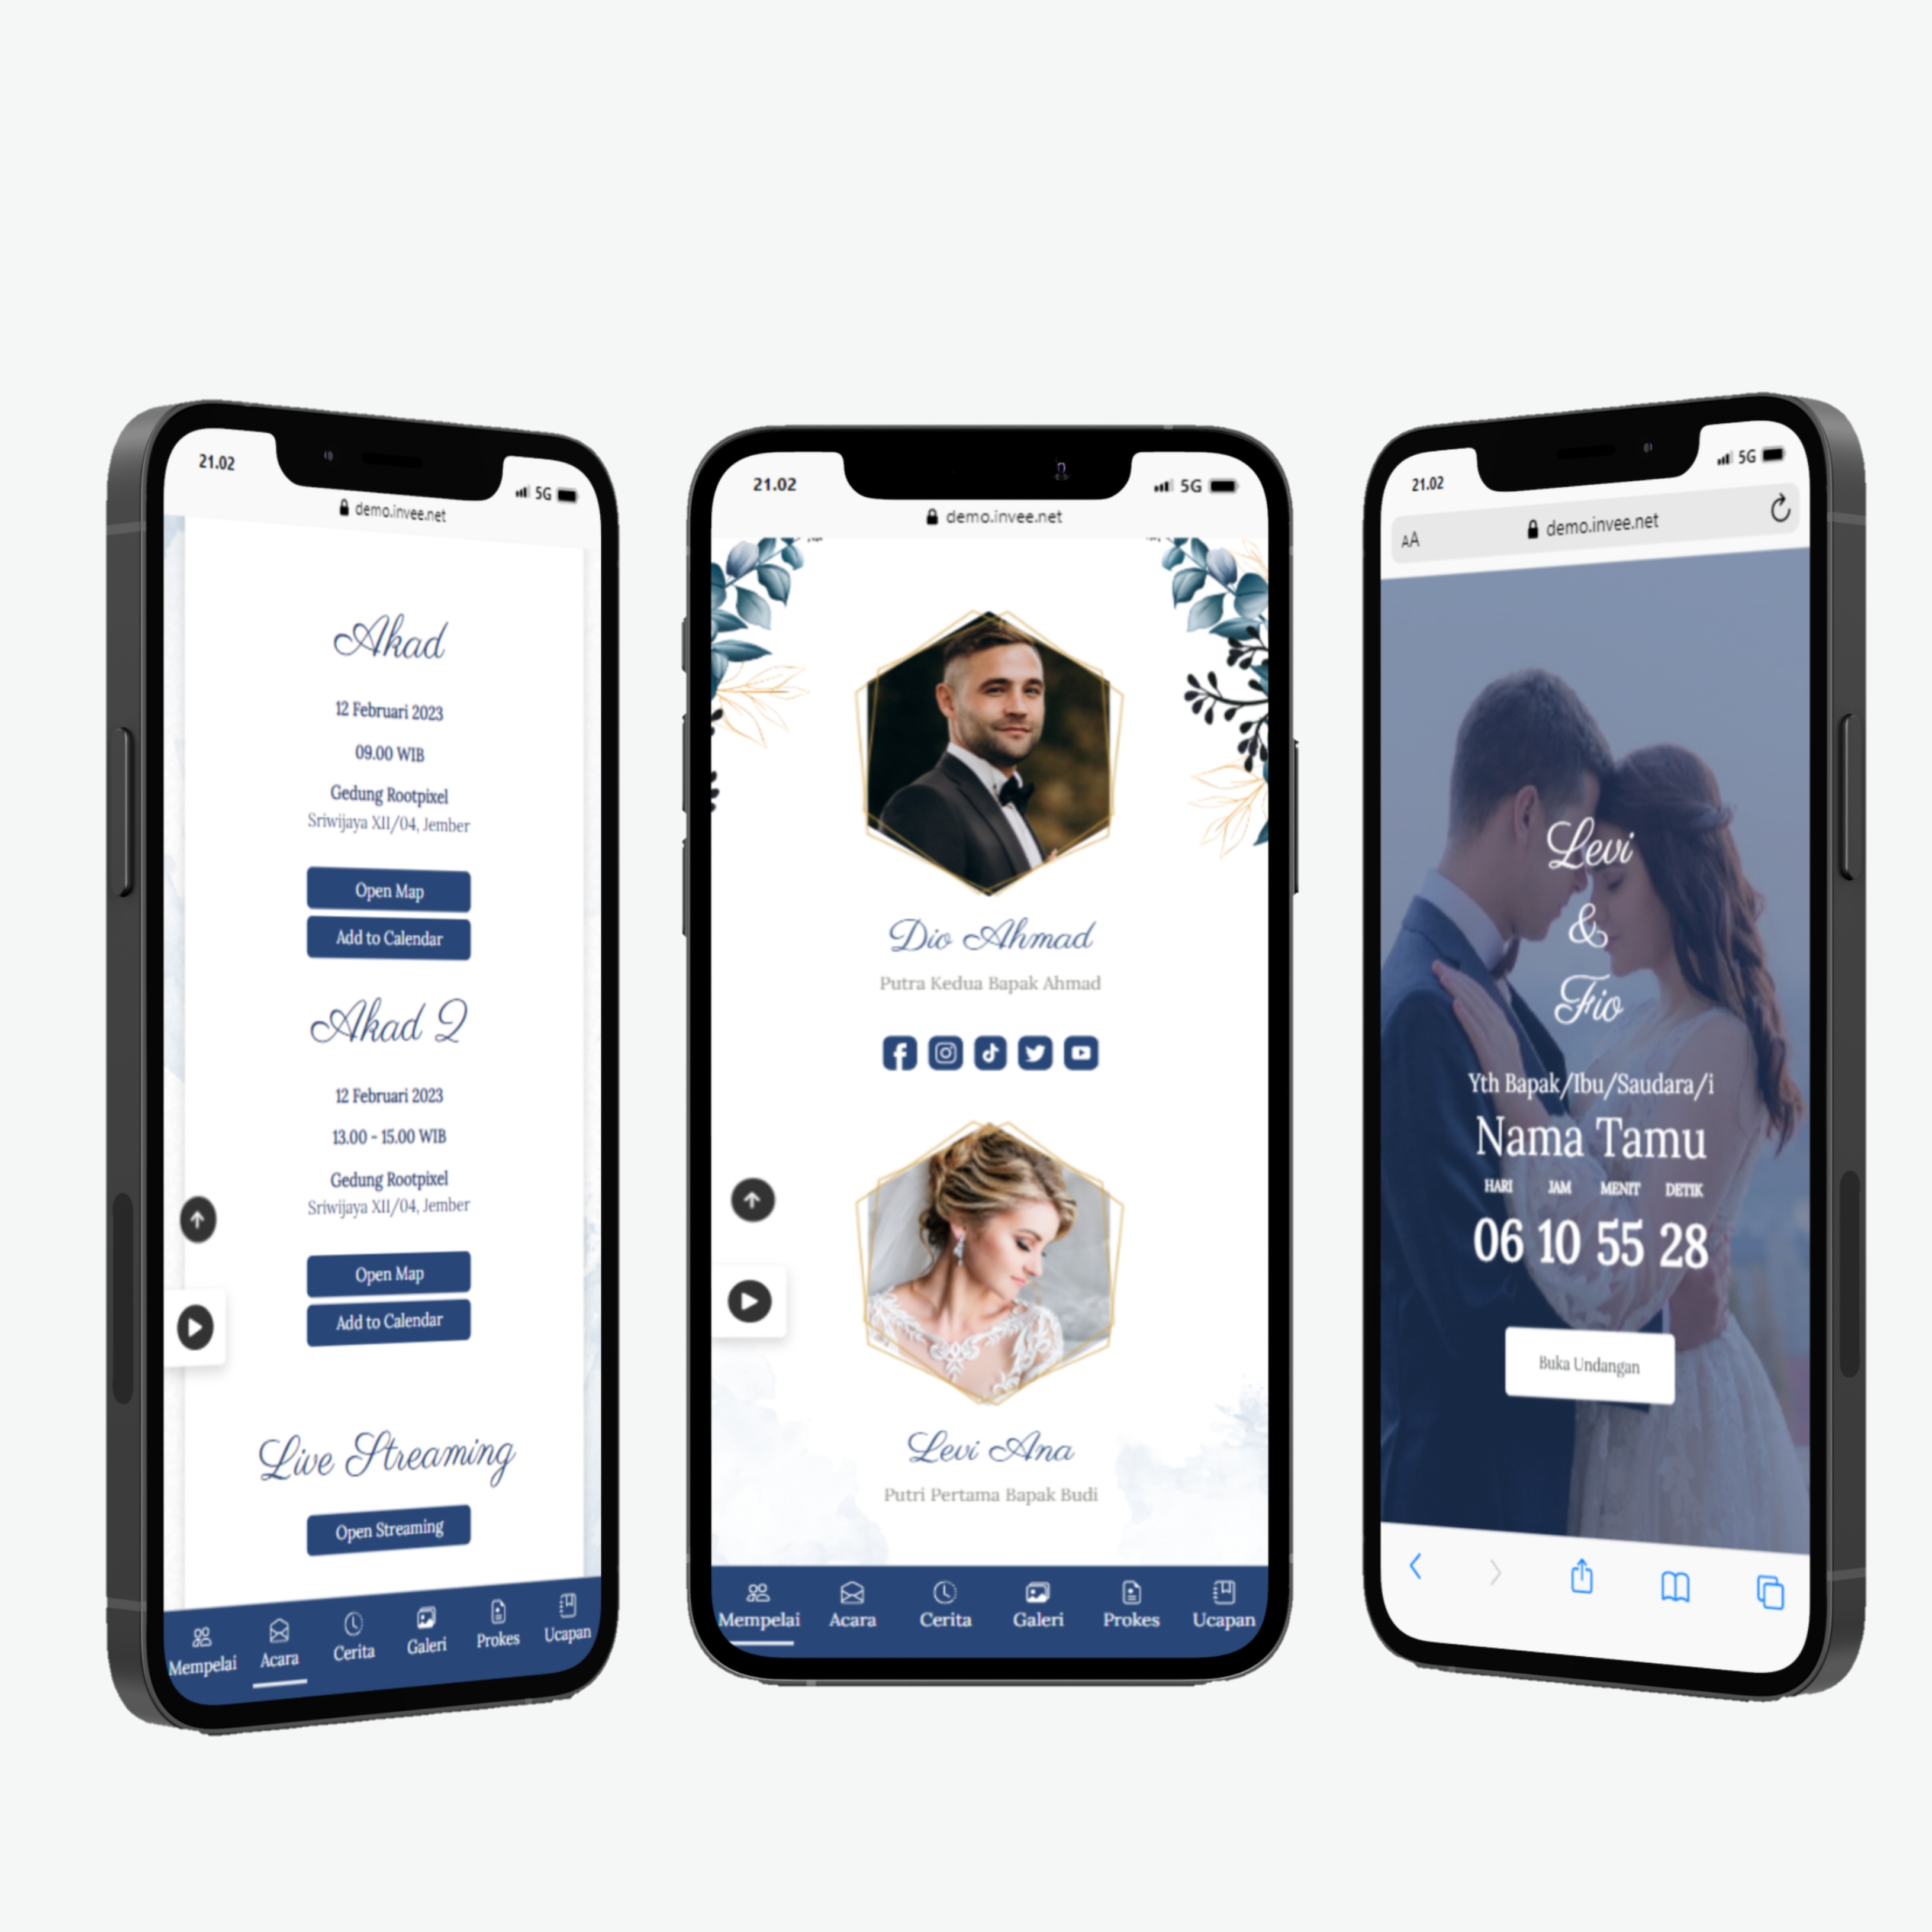 21.02
5G
demo.invee.net
Akad
12 Februari 2023
09.00 WIB
Gedung Rootpixel
Sriwijaya XII/04, Jember
Open Map
Add to Calendar
Akad 2
12 Februari 2023
13.00 - 15.00 WIB
Gedung Rootpixel
Sriwijaya XII/04, Jember
Open Map
Add to Calendar
Live Streaming
Open Streaming
Mempelai Acara Cerita Galeri Prokes Ucapan
21.02
5G
demo.invee.net
Dio Ahmad
Putra Kedua Bapak Ahmad
Levi Ana
Putri Pertama Bapak Budi
Mempelai Acara Cerita Galeri Prokes Ucapan
21.02
5G
AA demo.invee.net
Levi
&
Fio
Yth Bapak/Ibu/Saudara/i
Nama Tamu
HARI JAM MENIT DETIK
06 10 55 28
Buka Undangan